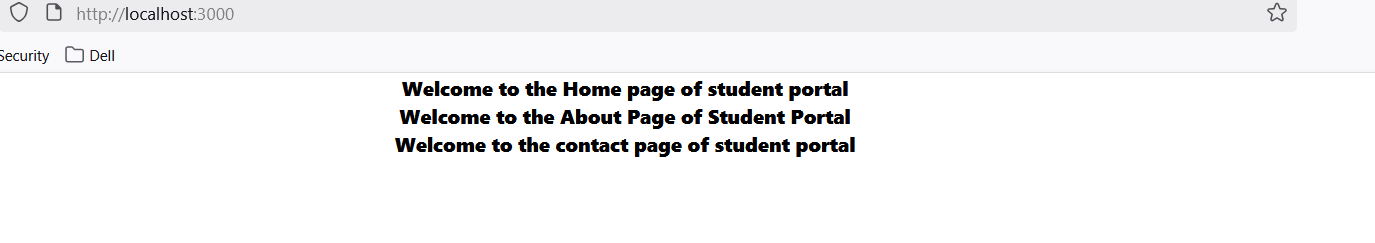 http://localhost:3000
Security Dell
Welcome to the Home page of student portal
Welcome to the About Page of Student Portal
Welcome to the contact page of student portal